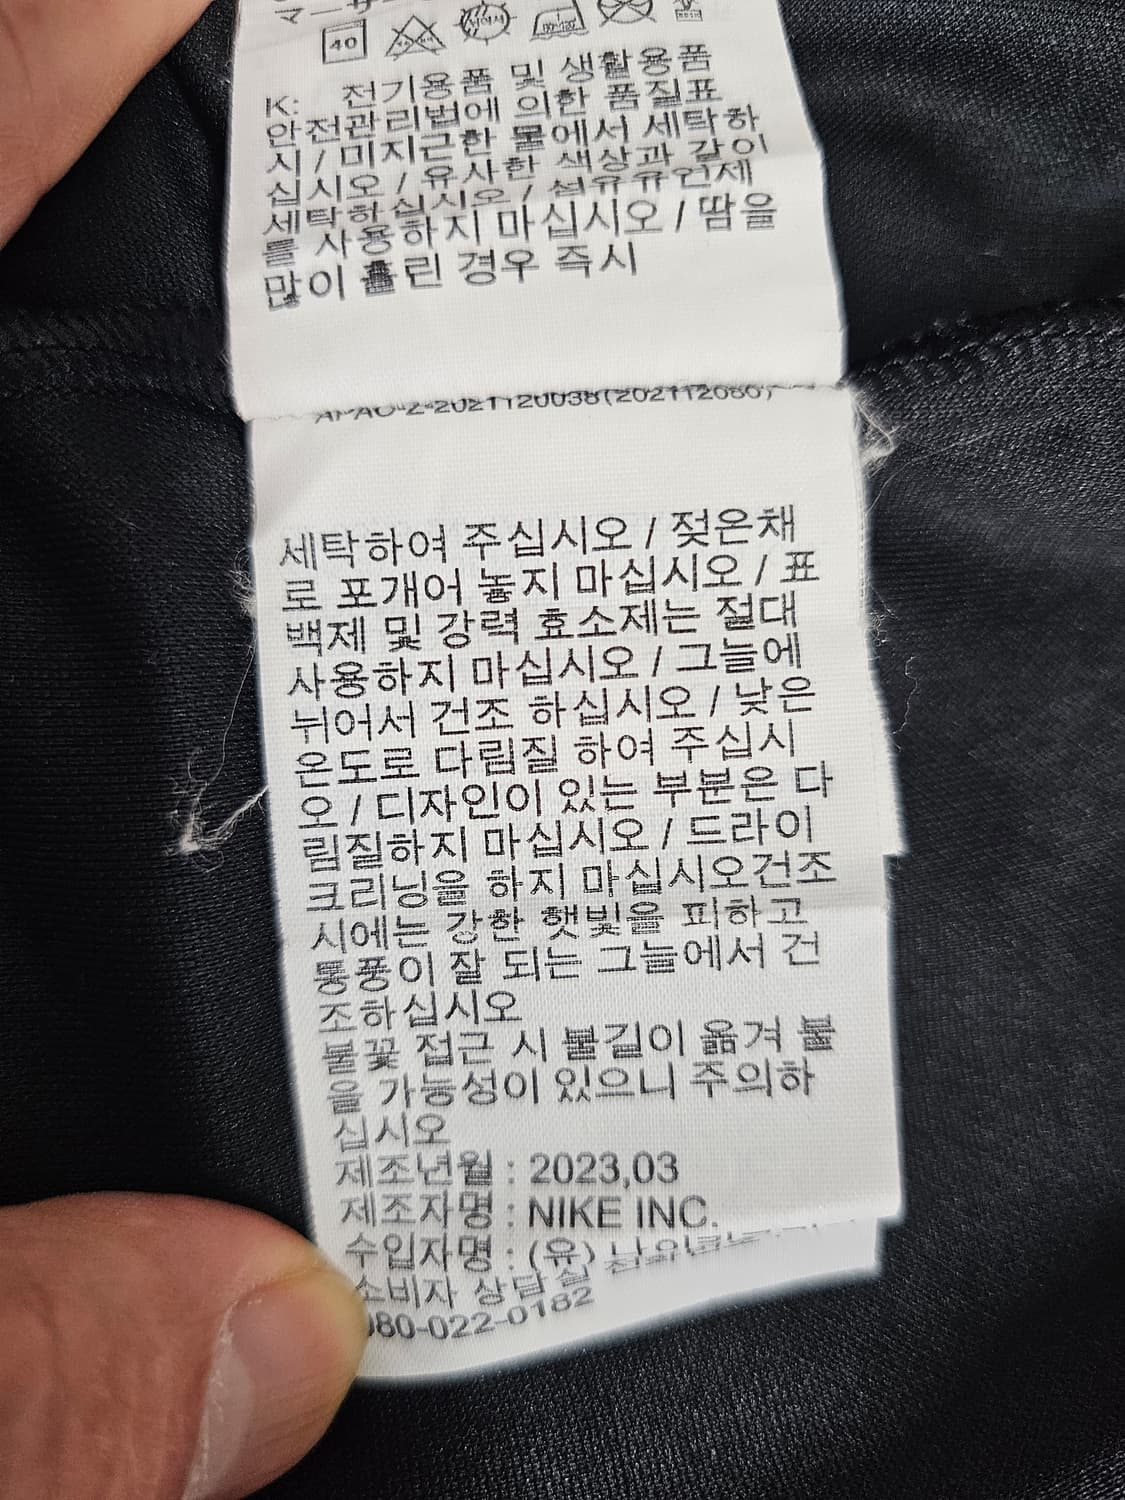 40
K: 전기용품 및 생활용품
안전관리법에 의한 품질표
시 / 미지근한 물에서 세탁하
십시오 / 유사한 색상과 같이
세탁하십시오 / 섬유유연제
를 사용하지 마십시오 / 땀을
많이 흘린 경우 즉시
APAC-2-2021120038(202112060)
세탁하여 주십시오 / 젖은채
로 포개어 놓지 마십시오 / 표
백제 및 강력 효소제는 절대
사용하지 마십시오 / 그늘에
뉘어서 건조 하십시오 / 낮은
온도로 다림질 하여 주십시
오 / 디자인이 있는 부분은 다
림질하지 마십시오 / 드라이
크리닝을 하지 마십시오건조
시에는 강한 햇빛을 피하고
통풍이 잘 되는 그늘에서 건
조하십시오
불꽃 접근 시 불길이 옮겨 붙
을 가능성이 있으니 주의하
십시오
제조년월 : 2023,03
제조자명 : NIKE INC.
수입자명 : (유)
소비자 상담실
080-022-0182